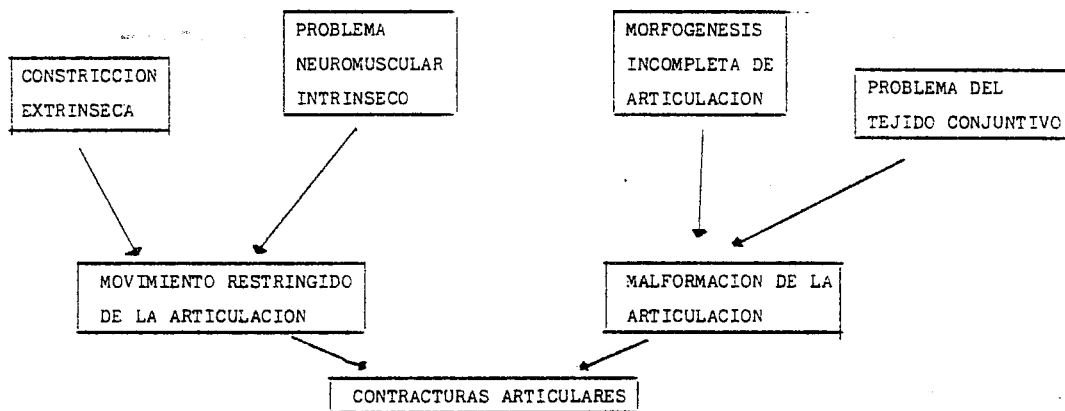 CONSTRICCION
EXTRINSECA
PROBLEMA
NEUROMUSCULAR
INTRINSECO
MORFOGENESIS
INCOMPLETA DE
ARTICULACION
PROBLEMA DEL
TEJIDO CONJUNTIVO
MOVIMIENTO RESTRINGIDO
DE LA ARTICULACION
MALFORMACION DE LA
ARTICULACION
CONTRACTURAS ARTICULARES